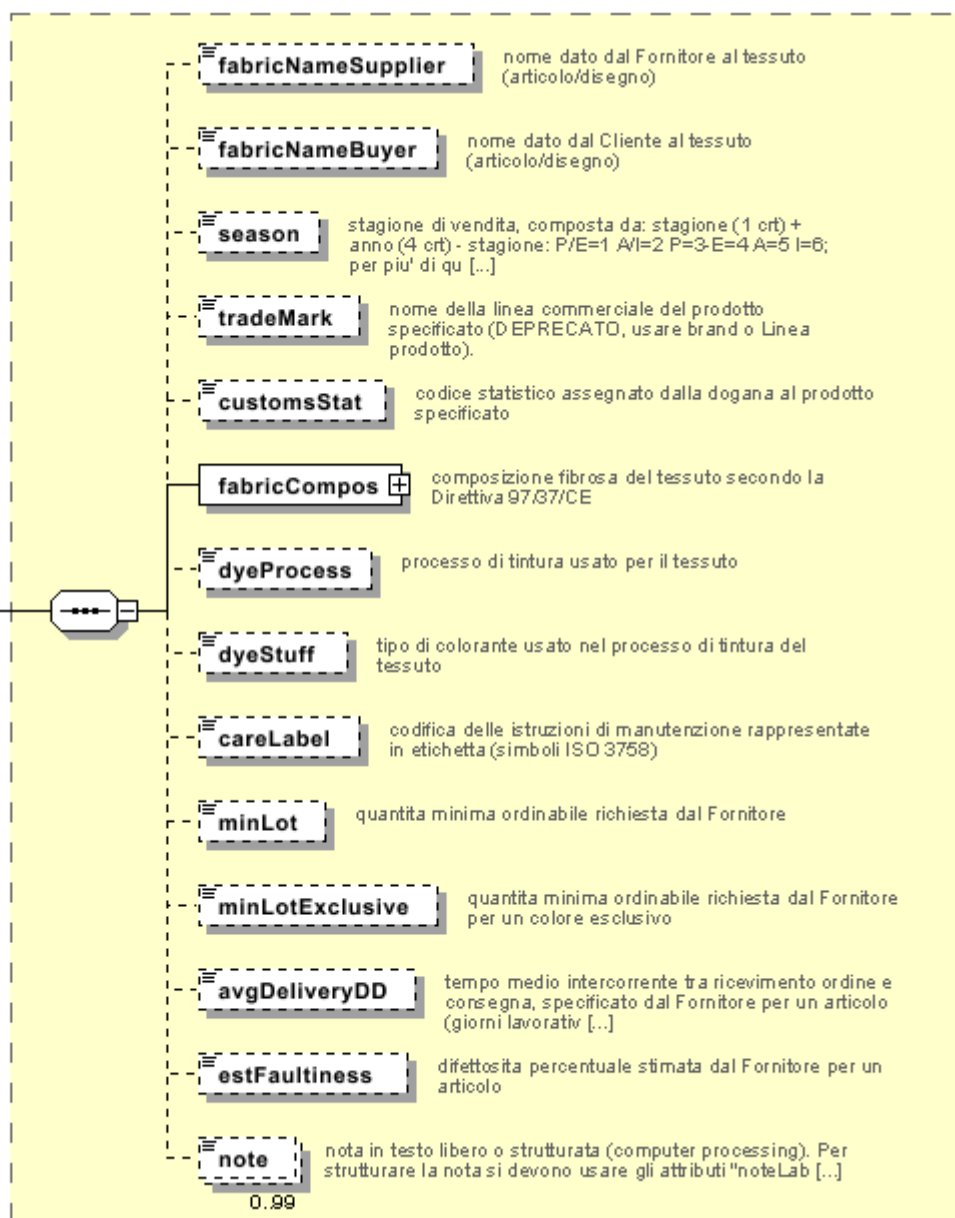 fabricNameSupplier
nome dato dal Fornitore al tessuto
(articolo/disegno)
fabricNameBuyer
nome dato dal Cliente al tessuto
(articolo/disegno)
season
stagione di vendita, composta da: stagione (1 crt) +
anno (4 crt) - stagione: P/E=1 A/I=2 P=3-E=4 A=5 I=6;
per piu' di qu [...]
tradeMark
nome della linea commerciale del prodotto
specificato (DEPRECATO, usare brand o Linea
prodotto).
customsStat
codice statistico assegnato dalla dogana al prodotto
specificato
fabricCompos
composizione fibrosa del tessuto secondo la
Direttiva 97/37/CE
dyeProcess
processo di tintura usato per il tessuto
dyeStuff
tipo di colorante usato nel processo di tintura del
tessuto
careLabel
codifica delle istruzioni di manutenzione rappresentate
in etichetta (simboli ISO 3758)
minLot
quantita minima ordinabile richiesta dal Fornitore
minLotExclusive
quantita minima ordinabile richiesta dal Fornitore
per un colore esclusivo
avgDeliveryDD
tempo medio intercorrente tra ricevimento ordine e
consegna, specificato dal Fornitore per un articolo
(giorni lavorativ [...]
estFaultiness
difettosita percentuale stimata dal Fornitore per un
articolo
note
nota in testo libero o strutturata (computer processing). Per
strutturare la nota si devono usare gli attributi "noteLab [...]
0..99